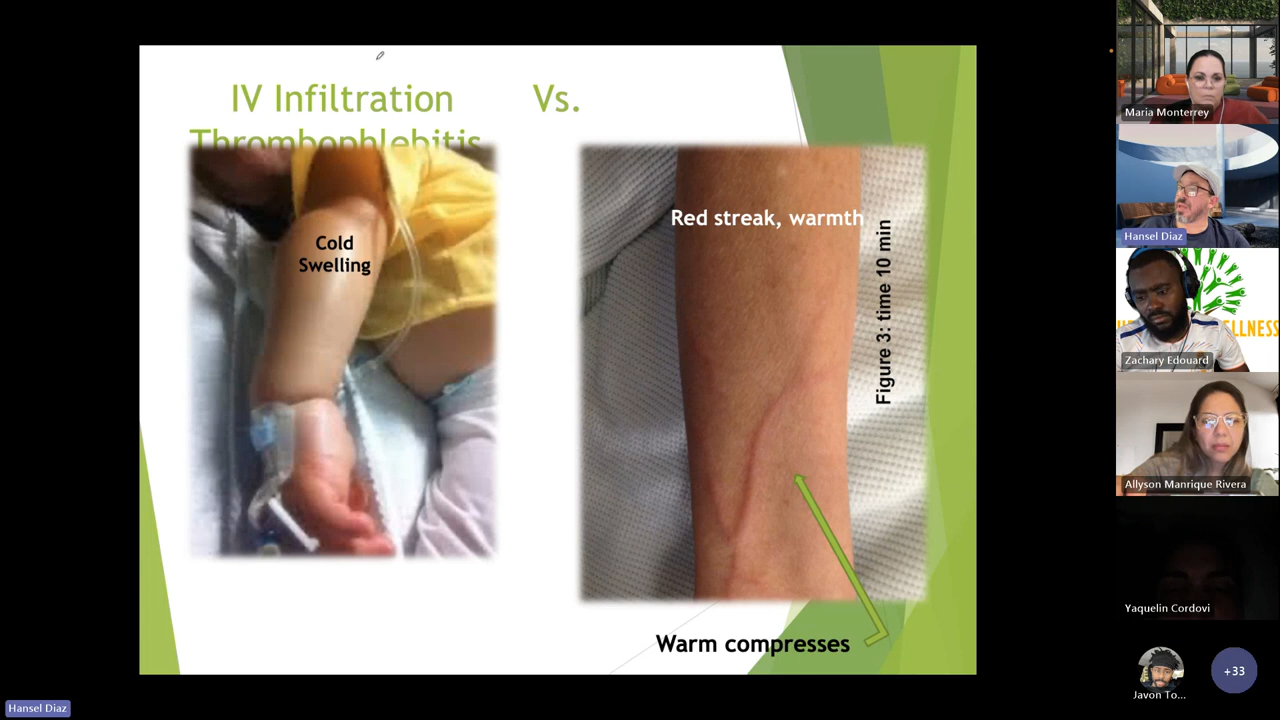 IV Infiltration Vs.
Thrombophlebitis
Cold
Swelling
Red streak, warmth
Figure 3: time 10 min
Warm compresses
Maria Monterrey
Hansel Diaz
ELLNESS
Zachary Edouard
Allyson Manrique Rivera
Yaquelin Cordovi
Javon To...
+33
Hansel Diaz